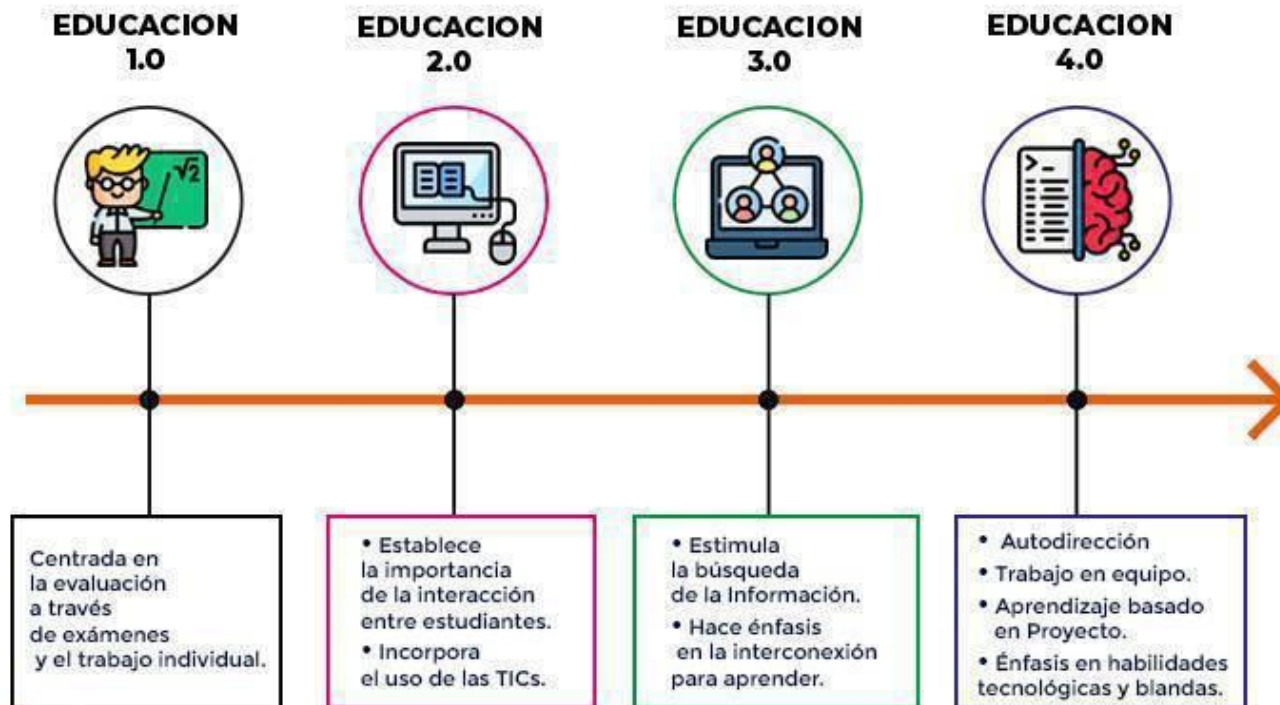 EDUCACION
1.0
EDUCACION
2.0
EDUCACION
3.0
EDUCACION
4.0
√2
>_
Centrada en
la evaluación
a través
de exámenes
y el trabajo individual.
• Establece
la importancia
de la interacción
entre estudiantes.
• Incorpora
el uso de las TICs.
• Estimula
la búsqueda
de la Información.
• Hace énfasis
en la interconexión
para aprender.
• Autodirección
• Trabajo en equipo.
• Aprendizaje basado
en Proyecto.
• Énfasis en habilidades
tecnológicas y blandas.